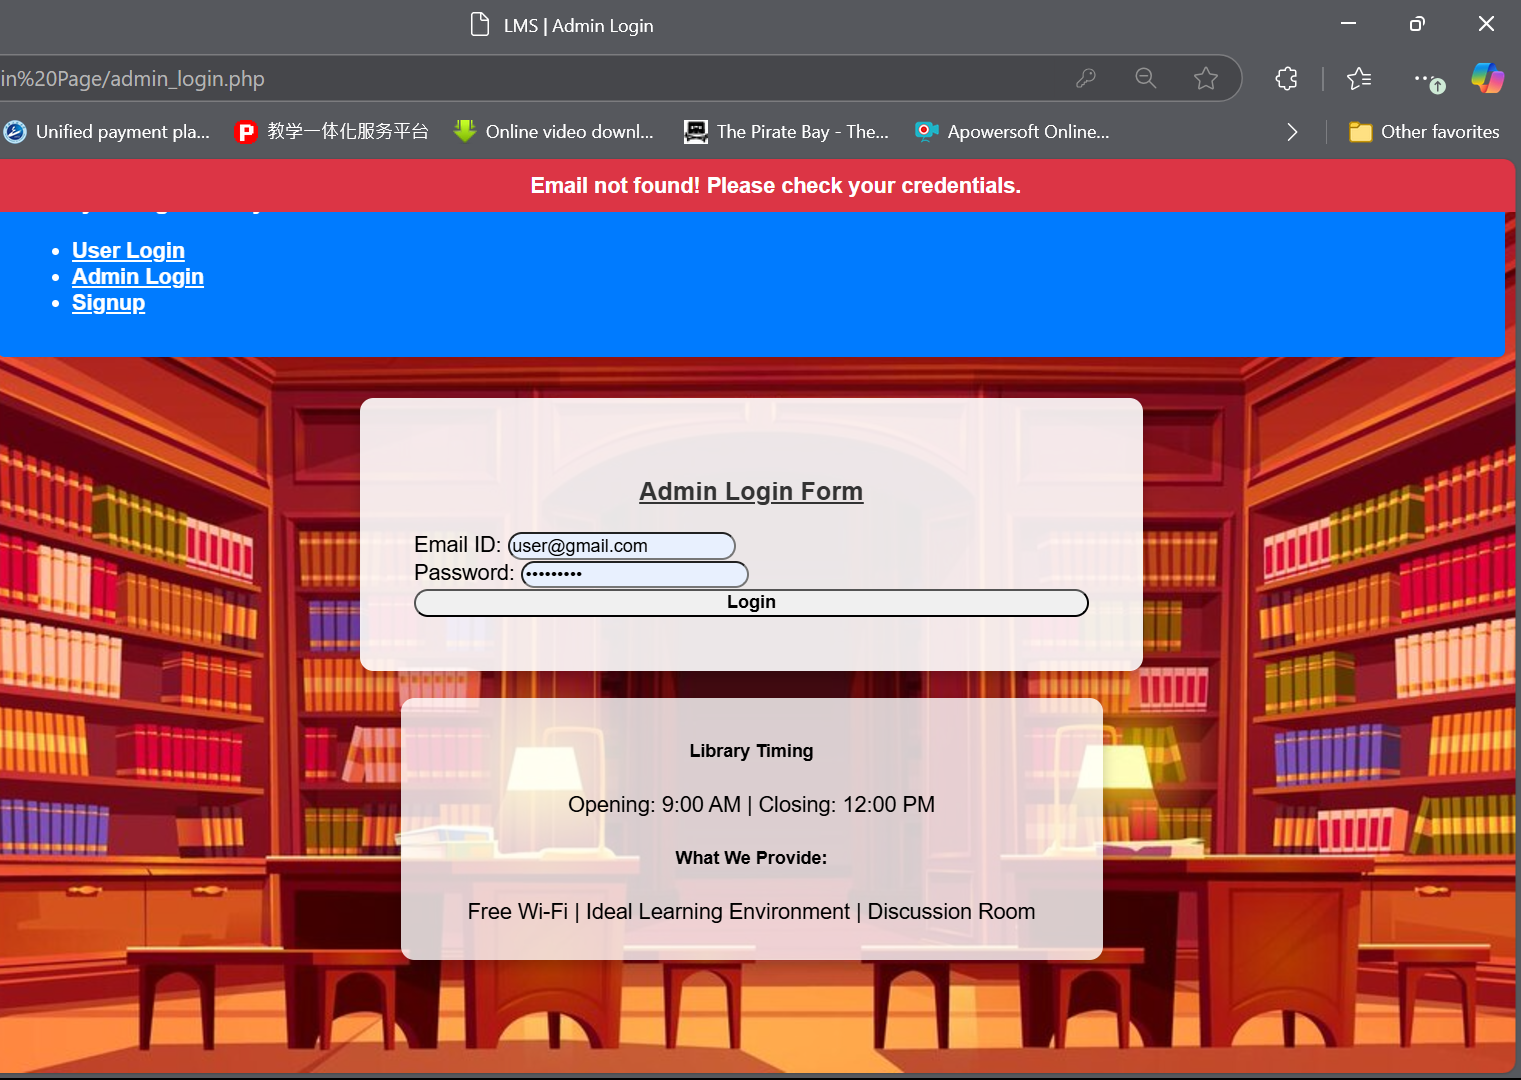 LMS | Admin Login
in%20Page/admin_login.php
Unified payment pla... 教学一体化服务平台 Online video downl... The Pirate Bay - The... Apowersoft Online... Other favorites
Email not found! Please check your credentials.
User Login
Admin Login
Signup
Admin Login Form
Email ID: user@gmail.com
Password: •••••••••
Login
Library Timing
Opening: 9:00 AM | Closing: 12:00 PM
What We Provide:
Free Wi-Fi | Ideal Learning Environment | Discussion Room